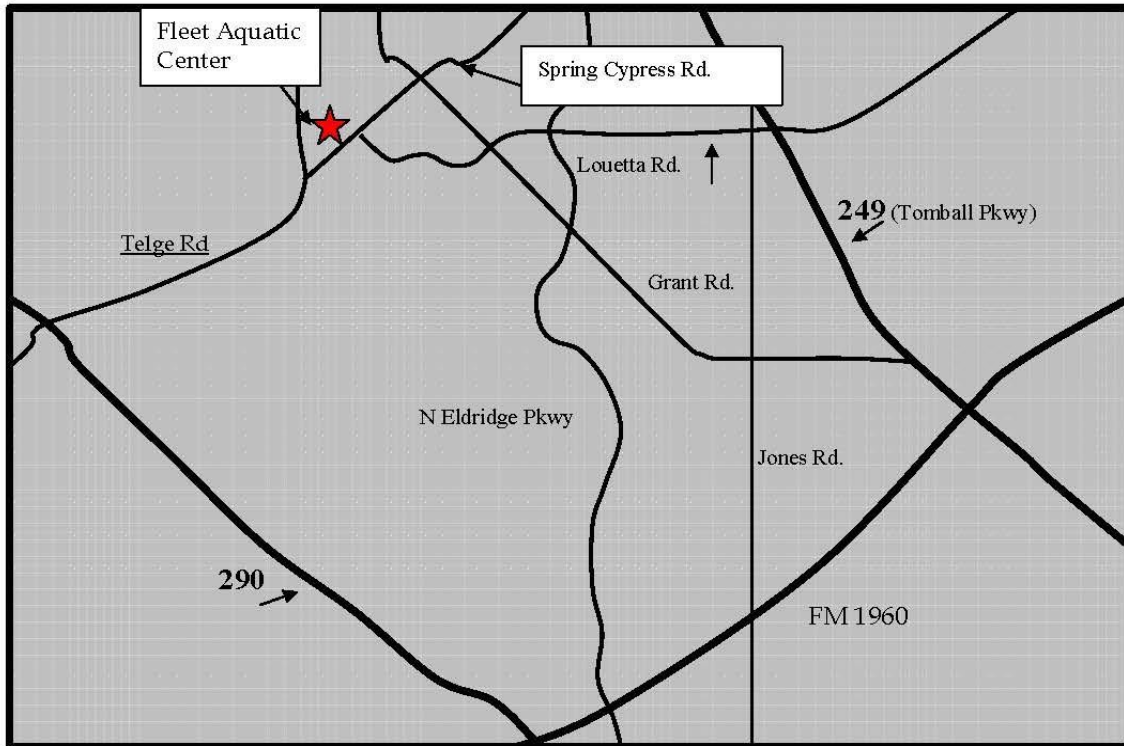 Fleet Aquatic
Center
Spring Cypress Rd.
Louetta Rd.
249 (Tomball Pkwy)
Telge Rd
Grant Rd.
N Eldridge Pkwy
Jones Rd.
290
FM 1960